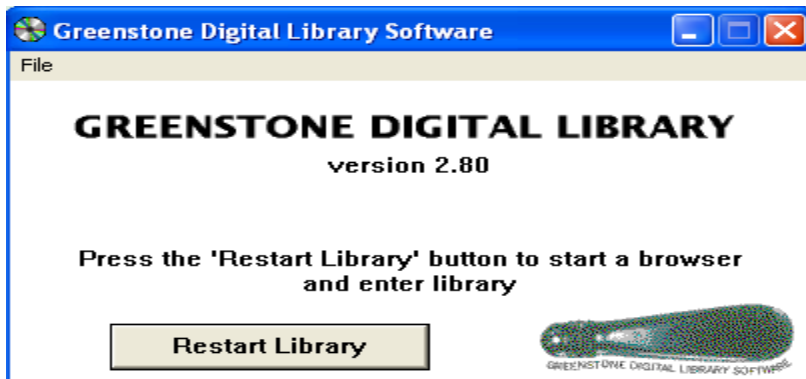 Greenstone Digital Library Software
File
GREENSTONE DIGITAL LIBRARY
version 2.80
Press the 'Restart Library' button to start a browser
and enter library
Restart Library
GREENSTONE DIGITAL LIBRARY SOFTWARE